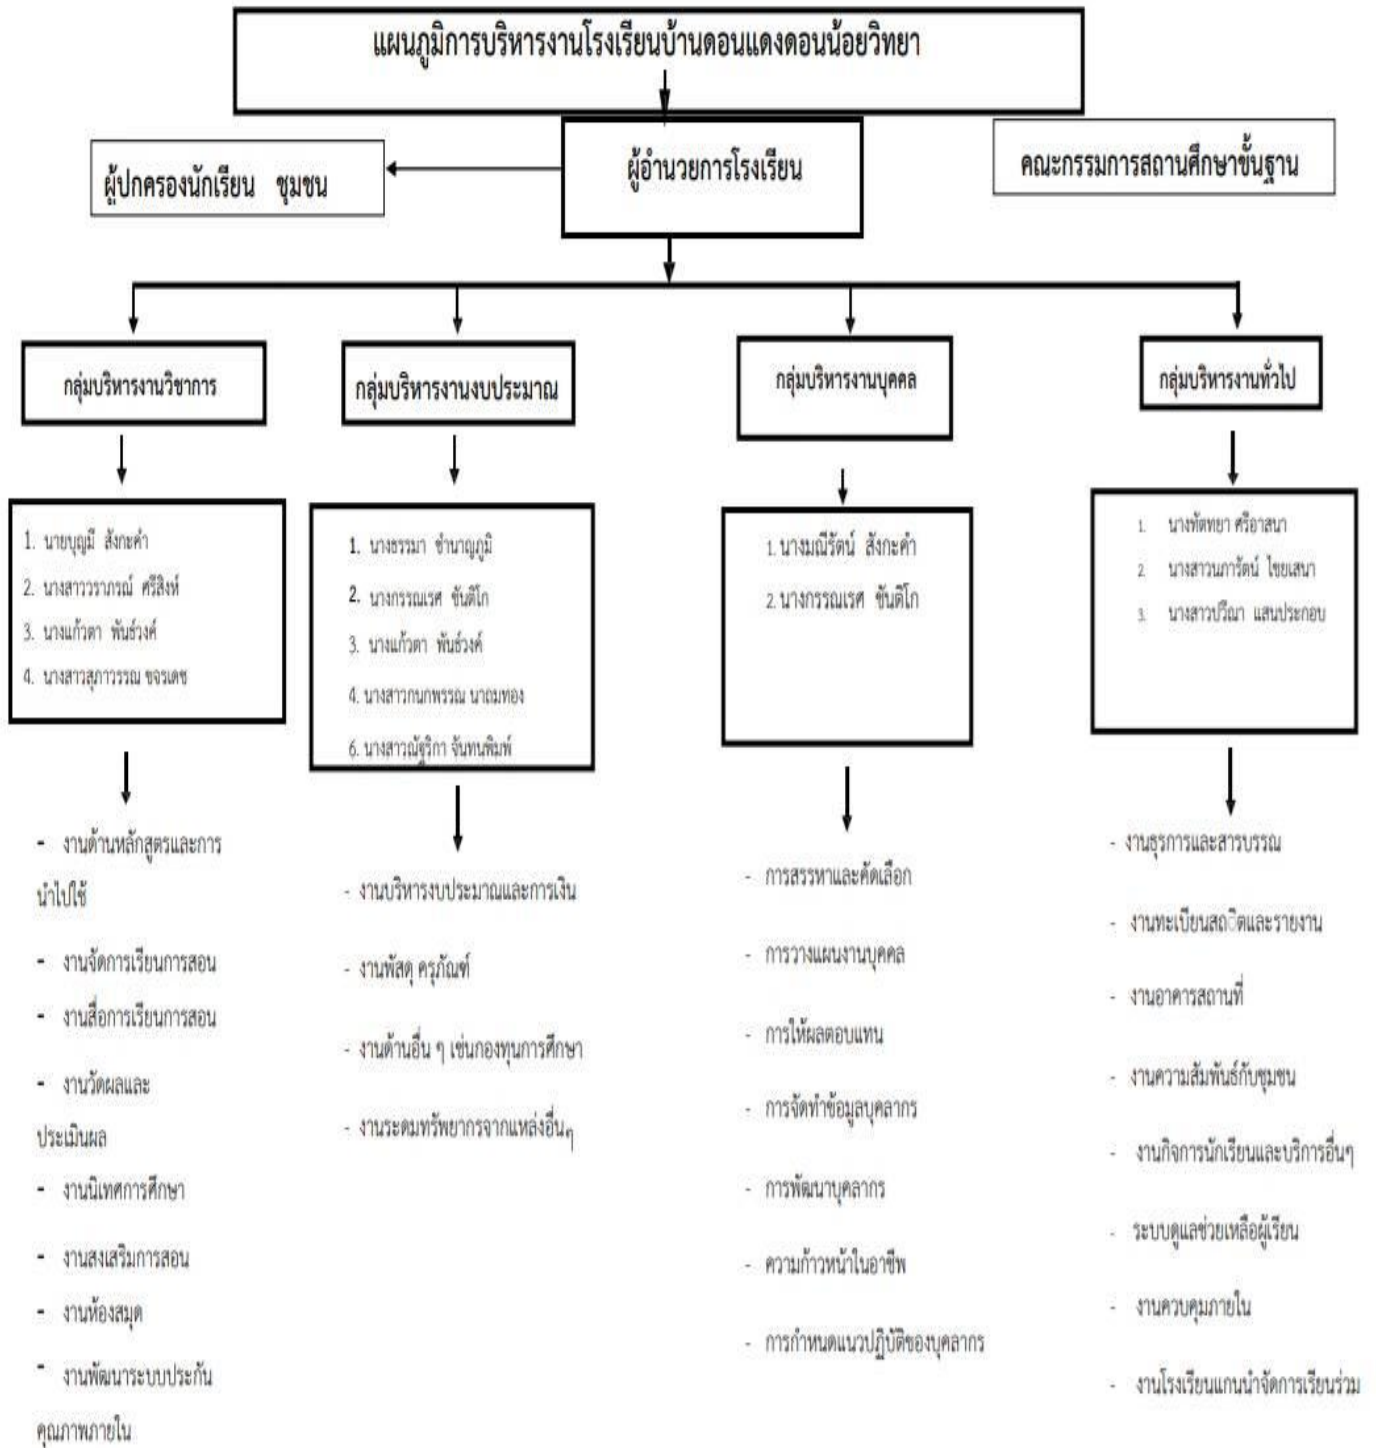 แผนภูมิการบริหารงานโรงเรียนบ้านดอนแดงดอนน้อยวิทยา
ผู้ปกครองนักเรียน ชุมชน
ผู้อำนวยการโรงเรียน
คณะกรรมการสถานศึกษาขั้นฐาน
กลุ่มบริหารงานวิชาการ
1. นายบุญมี สังกะคำ
2. นางสาววราภรณ์ ศรีสิงห์
3. นางแก้วตา พันธ์วงค์
4. นางสาวสุภาวรรณ ขจรเดช
- งานด้านหลักสูตรและการ
นำไปใช้
- งานจัดการเรียนการสอน
- งานสื่อการเรียนการสอน
- งานวัดผลและ
ประเมินผล
- งานนิเทศการศึกษา
- งานสงเสริมการสอน
- งานห้องสมุด
- งานพัฒนาระบบประกัน
คุณภาพภายใน
กลุ่มบริหารงานงบประมาณ
1. นางธรรมา ชำนาญภูมิ
2. นางกรรณเรศ ขันติโก
3. นางแก้วตา พันธ์วงค์
4. นางสาวกนกพรรณ นาถมทอง
6. นางสาวณัฐริกา จันทนพิมพ์
- งานบริหารงบประมาณและการเงิน
- งานพัสดุ ครุภัณฑ์
- งานด้านอื่น ๆ เช่นกองทุนการศึกษา
- งานระดมทรัพยากรจากแหล่งอื่นๆ
กลุ่มบริหารงานบุคคล
1. นางมณีรัตน์ สังกะคำ
2. นางกรรณเรศ ขันติโก
- การสรรหาและคัดเลือก
- การวางแผนงานบุคคล
- การให้ผลตอบแทน
- การจัดทำข้อมูลบุคลากร
- การพัฒนาบุคลากร
- ความก้าวหน้าในอาชีพ
- การกำหนดแนวปฏิบัติของบุคลากร
กลุ่มบริหารงานทั่วไป
1. นางทัดทยา ศรีอาสนา
2. นางสาวนภารัตน์ ไชยเสนา
3. นางสาวปวีณา แสนประกอบ
- งานธุรการและสารบรรณ
- งานทะเบียนสถ◌ิตและรายงาน
- งานอาคารสถานที่
- งานความสัมพันธ์กับชุมชน
- งานกิจการนักเรียนและบริการอื่นๆ
- ระบบดูแลช่วยเหลือผู้เรียน
- งานควบคุมภายใน
- งานโรงเรียนแกนนำจัดการเรียนร่วม